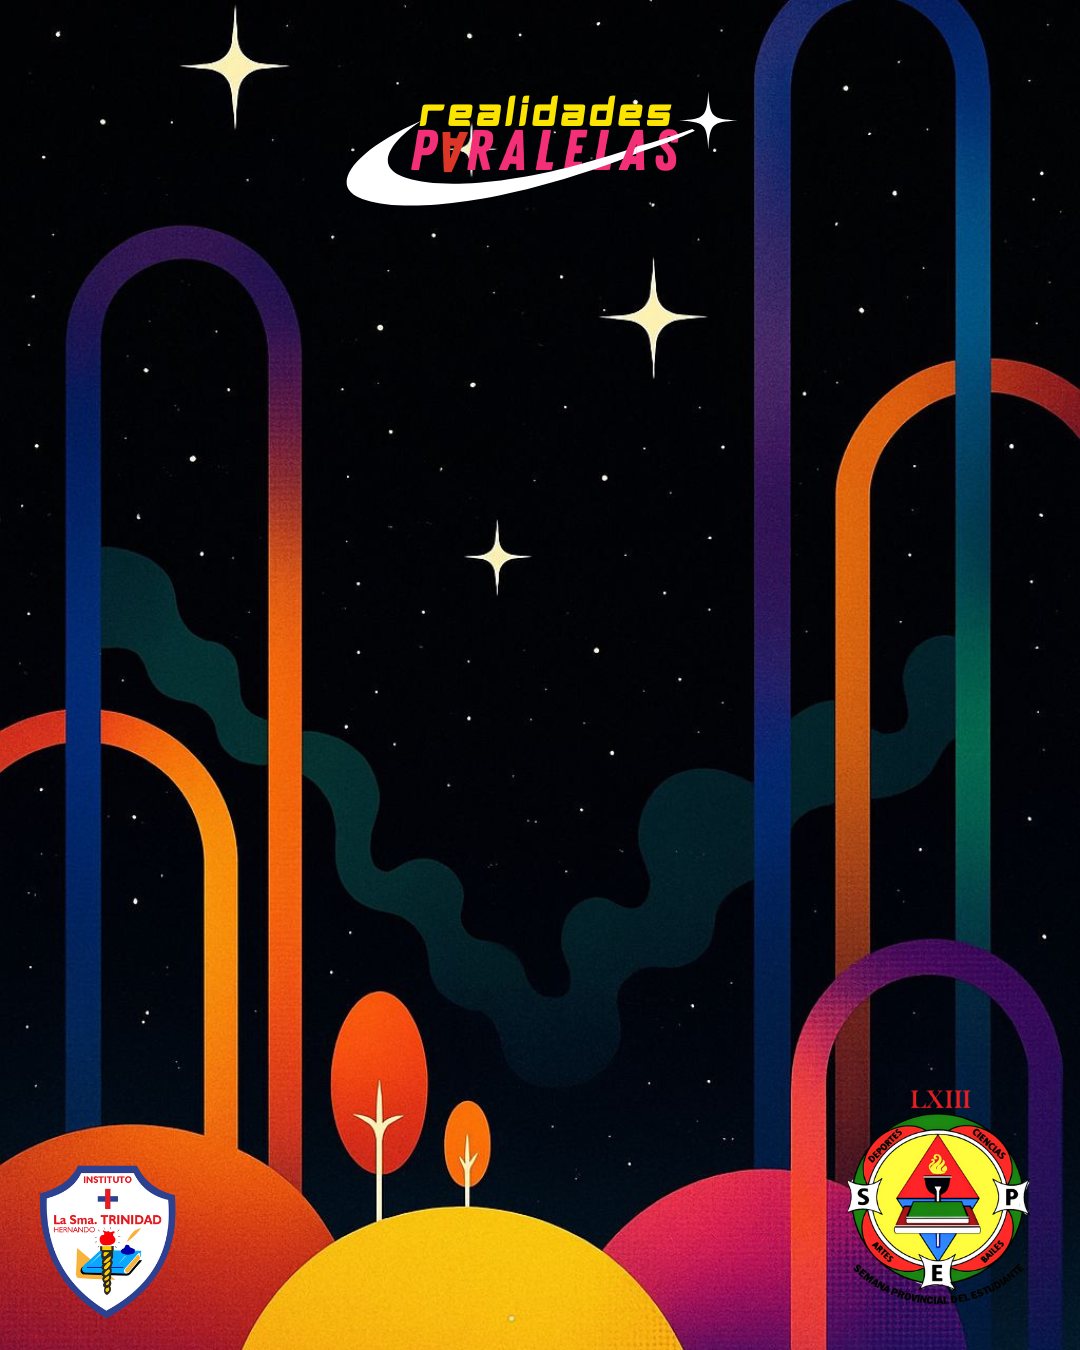 realidades
PARALELAS
INSTITUTO
La Sma. TRINIDAD
HERNANDO
LXIII
DEPORTES
CIENCIAS
S
P
ARTES
BAILES
E
SEMANA PROVINCIAL DEL ESTUDIANTE